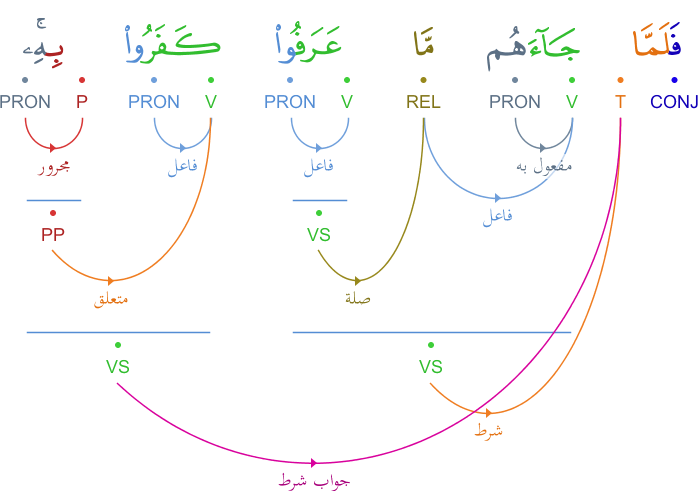 فَلَمَّا جَآءَهُم مَّا عَرَفُوا۟ كَفَرُوا۟ بِهِۦ ۚ
CONJ T V PRON REL V PRON V PRON P PRON
مفعول به فاعل فاعل مجرور
فاعل
VS PP
صلة متعلق
VS VS
شرط
جواب شرط